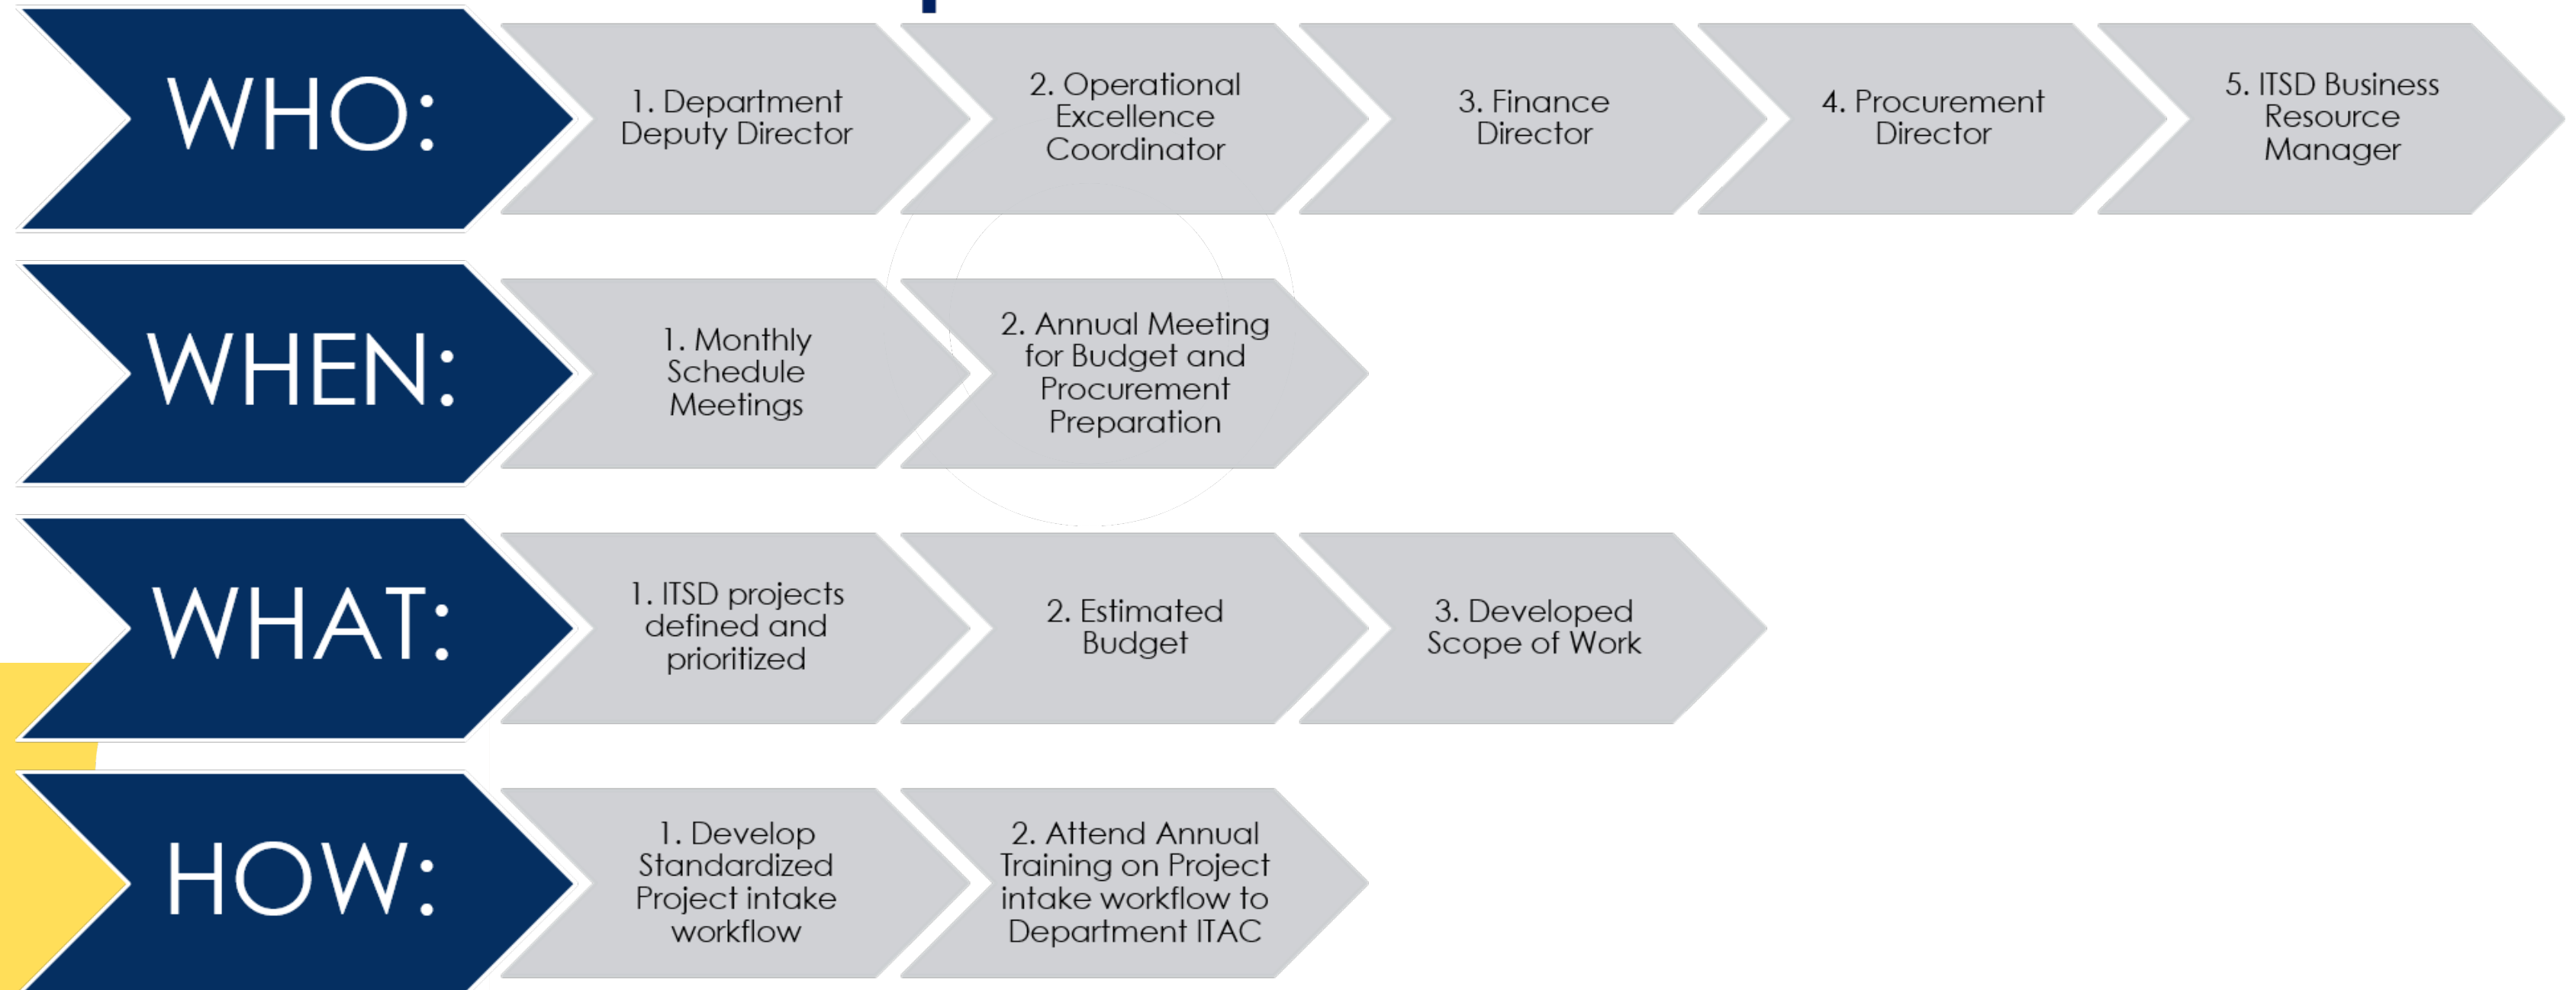 WHO:
1. Department
Deputy Director
2. Operational
Excellence
Coordinator
3. Finance
Director
4. Procurement
Director
5. ITSD Business
Resource
Manager
WHEN:
1. Monthly
Schedule
Meetings
2. Annual Meeting
for Budget and
Procurement
Preparation
WHAT:
1. ITSD projects
defined and
prioritized
2. Estimated
Budget
3. Developed
Scope of Work
HOW:
1. Develop
Standardized
Project intake
workflow
2. Attend Annual
Training on Project
intake workflow to
Department ITAC